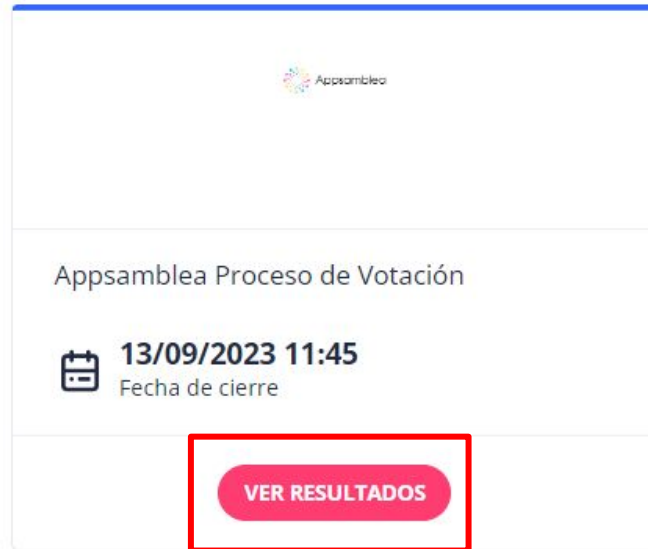 Appsamblea
Appsamblea Proceso de Votación
13/09/2023 11:45
Fecha de cierre
VER RESULTADOS